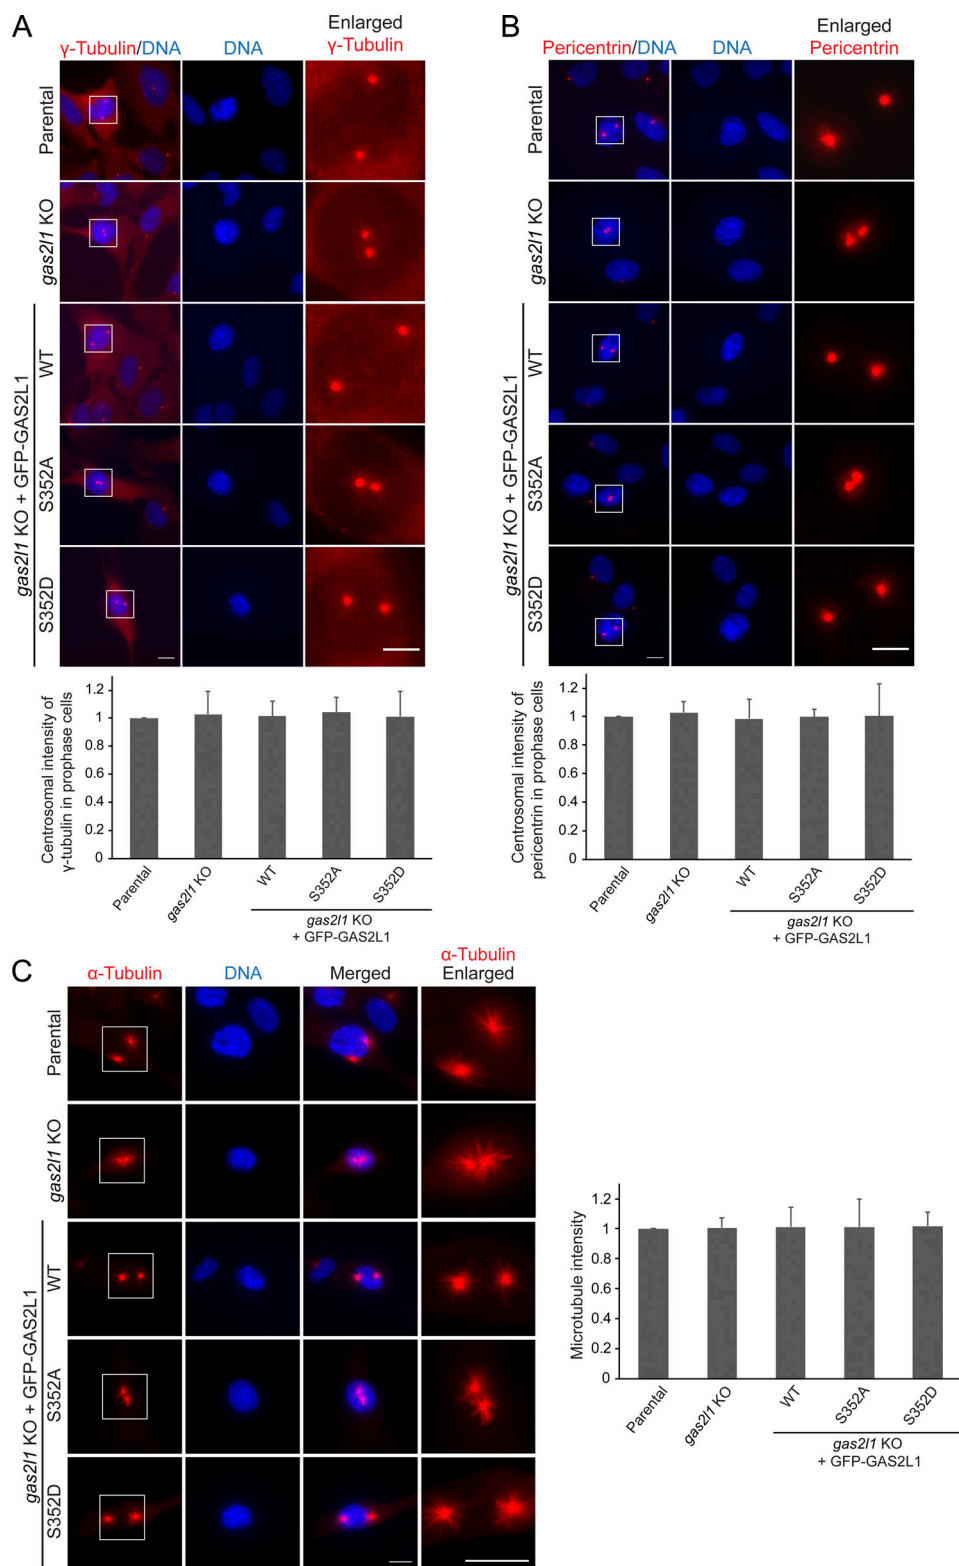 A
γ-Tubulin/DNA
DNA
Enlarged
γ-Tubulin
Parental
gas2l1 KO
gas2l1 KO + GFP-GAS2L1
WT
S352A
S352D
Centrosomal intensity of
γ-tubulin in prophase cells
1.2
1
0.8
0.6
0.4
0.2
0
Parental
gas2l1 KO
WT
S352A
S352D
gas2l1 KO
+ GFP-GAS2L1
B
Pericentrin/DNA
DNA
Enlarged
Pericentrin
Parental
gas2l1 KO
gas2l1 KO + GFP-GAS2L1
WT
S352A
S352D
Centrosomal intensity of
pericentrin in prophase cells
1.2
1
0.8
0.6
0.4
0.2
0
Parental
gas2l1 KO
WT
S352A
S352D
gas2l1 KO
+ GFP-GAS2L1
C
α-Tubulin
DNA
Merged
α-Tubulin
Enlarged
Parental
gas2l1 KO
gas2l1 KO + GFP-GAS2L1
WT
S352A
S352D
Microtubule intensity
1.2
1
0.8
0.6
0.4
0.2
0
Parental
gas2l1 KO
WT
S352A
S352D
gas2l1 KO
+ GFP-GAS2L1